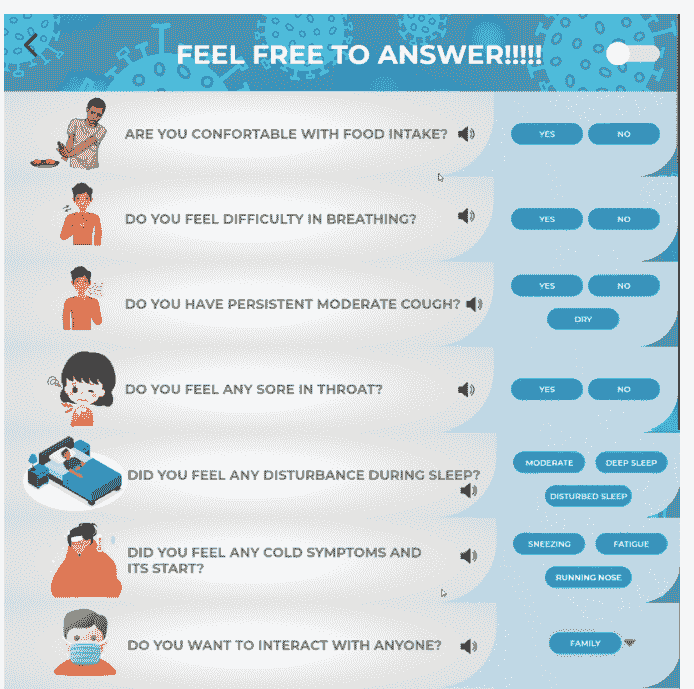 FEEL FREE TO ANSWER!!!!!
ARE YOU CONFORTABLE WITH FOOD INTAKE?
YES
NO
DO YOU FEEL DIFFICULTY IN BREATHING?
YES
NO
DO YOU HAVE PERSISTENT MODERATE COUGH?
YES
NO
DRY
DO YOU FEEL ANY SORE IN THROAT?
YES
NO
DID YOU FEEL ANY DISTURBANCE DURING SLEEP?
MODERATE
DEEP SLEEP
DISTURBED SLEEP
DID YOU FEEL ANY COLD SYMPTOMS AND
ITS START?
SNEEZING
FATIGUE
RUNNING NOSE
DO YOU WANT TO INTERACT WITH ANYONE?
FAMILY